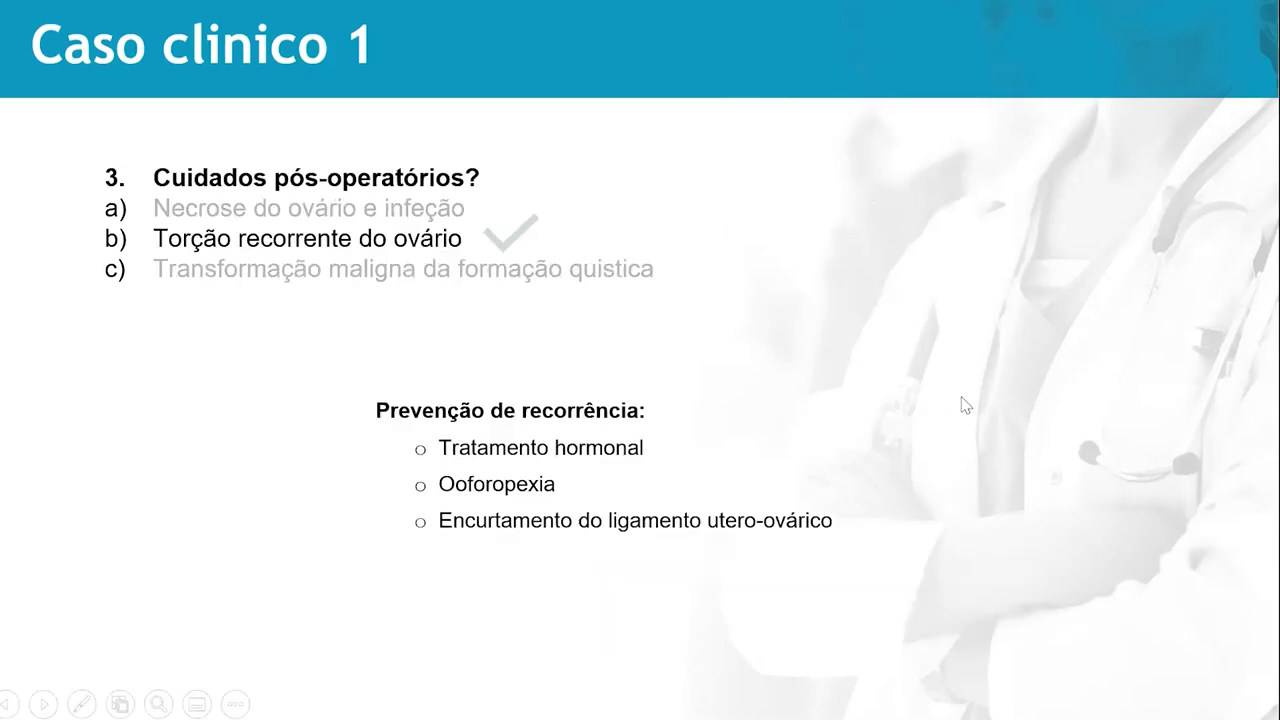 Caso clinico 1
3. Cuidados pós-operatórios?
a) Necrose do ovário e infeção
b) Torção recorrente do ovário
c) Transformação maligna da formação quistica
Prevenção de recorrência:
o Tratamento hormonal
o Ooforopexia
o Encurtamento do ligamento utero-ovárico